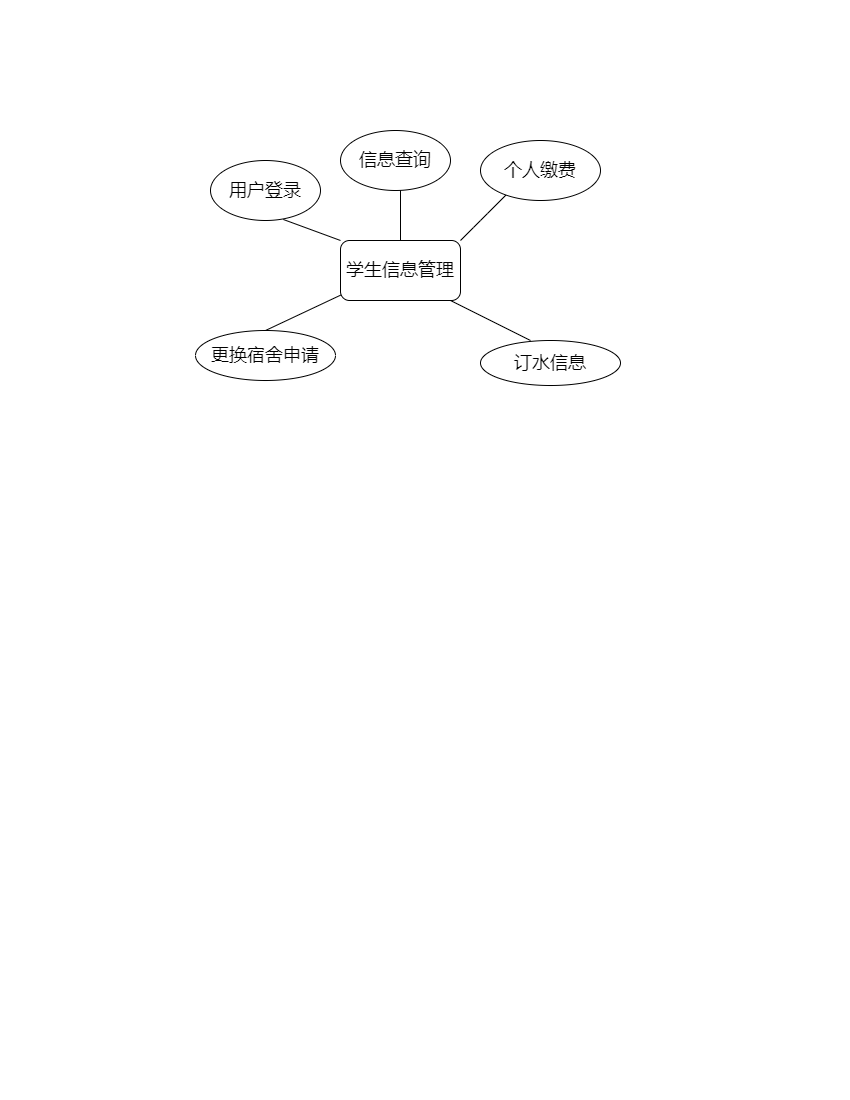 信息查询
个人缴费
用户登录
学生信息管理
更换宿舍申请
订水信息